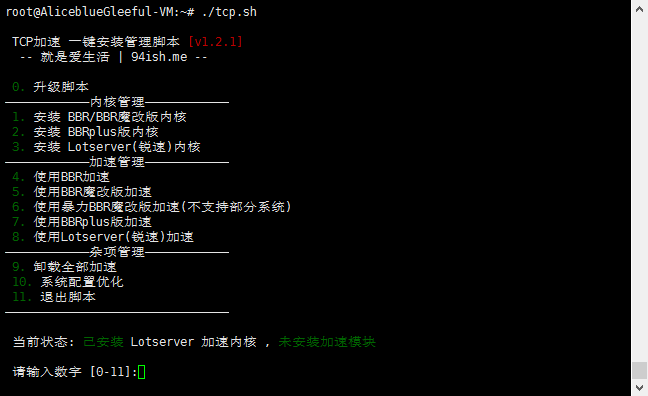 root@AliceblueGleeful-VM:~# ./tcp.sh
TCP加速 一键安装管理脚本 [v1.2.1]
-- 就是爱生活 | 94ish.me --
0. 升级脚本
————————————内核管理————————————
1. 安装 BBR/BBR魔改版内核
2. 安装 BBRplus版内核
3. 安装 Lotserver(锐速)内核
————————————加速管理————————————
4. 使用BBR加速
5. 使用BBR魔改版加速
6. 使用暴力BBR魔改版加速(不支持部分系统)
7. 使用BBRplus版加速
8. 使用Lotserver(锐速)加速
————————————杂项管理————————————
9. 卸载全部加速
10. 系统配置优化
11. 退出脚本
————————————————————————————————
当前状态: 已安装 Lotserver 加速内核 , 未安装加速模块
请输入数字 [0-11]: